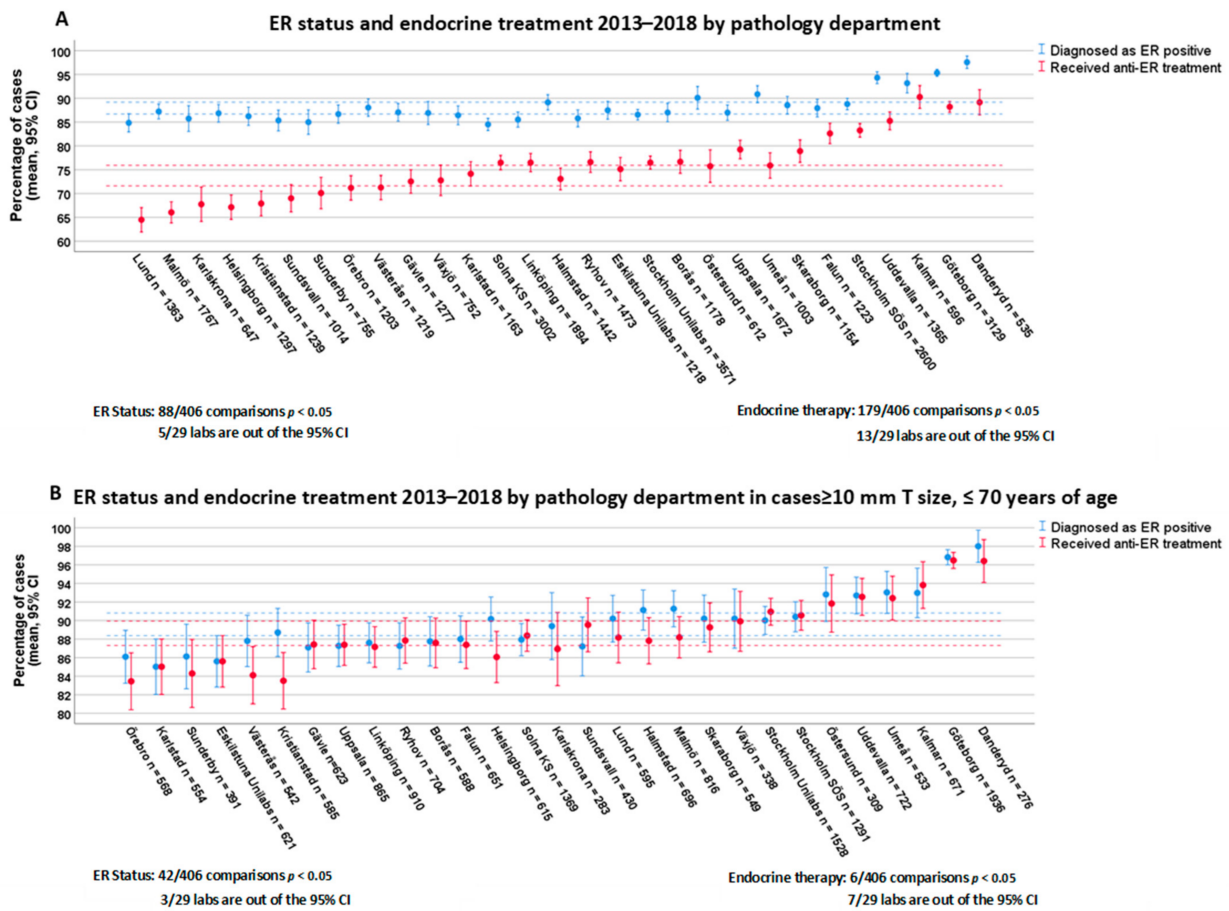 A
ER status and endocrine treatment 2013–2018 by pathology department
Percentage of cases
(mean, 95% CI)
100
95
90
85
80
75
70
65
60
Diagnosed as ER positive
Received anti-ER treatment
Lund n = 1363
Malmö n = 1767
Karlskrona n = 647
Helsingborg n = 1297
Kristianstad n = 1239
Sundsvall n = 1014
Sunderby n = 755
Örebro n = 1203
Västerås n = 1219
Gävle n = 1277
Växjö n = 752
Karlstad n = 1163
Solna KS n = 3002
Linköping n = 1894
Halmstad n = 1442
Ryhov n = 1473
Eskilstuna Unilabs n = 1218
Stockholm Unilabs n = 3571
Borås n = 1178
Östersund n = 612
Uppsala n = 1672
Umeå n = 1003
Skaraborg n = 1164
Falun n = 1223
Stockholm SÖS n = 2600
Uddevalla n = 1365
Kalmar n = 596
Göteborg n = 3129
Danderyd n = 535
ER Status: 88/406 comparisons p < 0.05
5/29 labs are out of the 95% CI
Endocrine therapy: 179/406 comparisons p < 0.05
13/29 labs are out of the 95% CI
B
ER status and endocrine treatment 2013–2018 by pathology department in cases≥10 mm T size, ≤ 70 years of age
Percentage of cases
(mean, 95% CI)
100
98
96
94
92
90
88
86
84
82
80
Diagnosed as ER positive
Received anti-ER treatment
Örebro n = 568
Karlstad n = 554
Sunderby n = 391
Eskilstuna Unilabs n = 621
Västerås n = 542
Kristianstad n = 585
Gävle n=623
Uppsala n = 865
Linköping n = 910
Ryhov n = 704
Borås n = 588
Falun n = 651
Helsingborg n = 615
Solna KS n = 1369
Karlskrona n = 283
Sundsvall n = 430
Lund n = 595
Halmstad n = 696
Malmö n = 816
Skaraborg n = 549
Växjö n = 338
Stockholm Unilabs n = 1528
Stockholm SÖS n = 1291
Östersund n = 309
Uddevalla n = 722
Umeå n = 533
Kalmar n = 671
Göteborg n = 1936
Danderyd n = 276
ER Status: 42/406 comparisons p < 0.05
3/29 labs are out of the 95% CI
Endocrine therapy: 6/406 comparisons p < 0.05
7/29 labs are out of the 95% CI